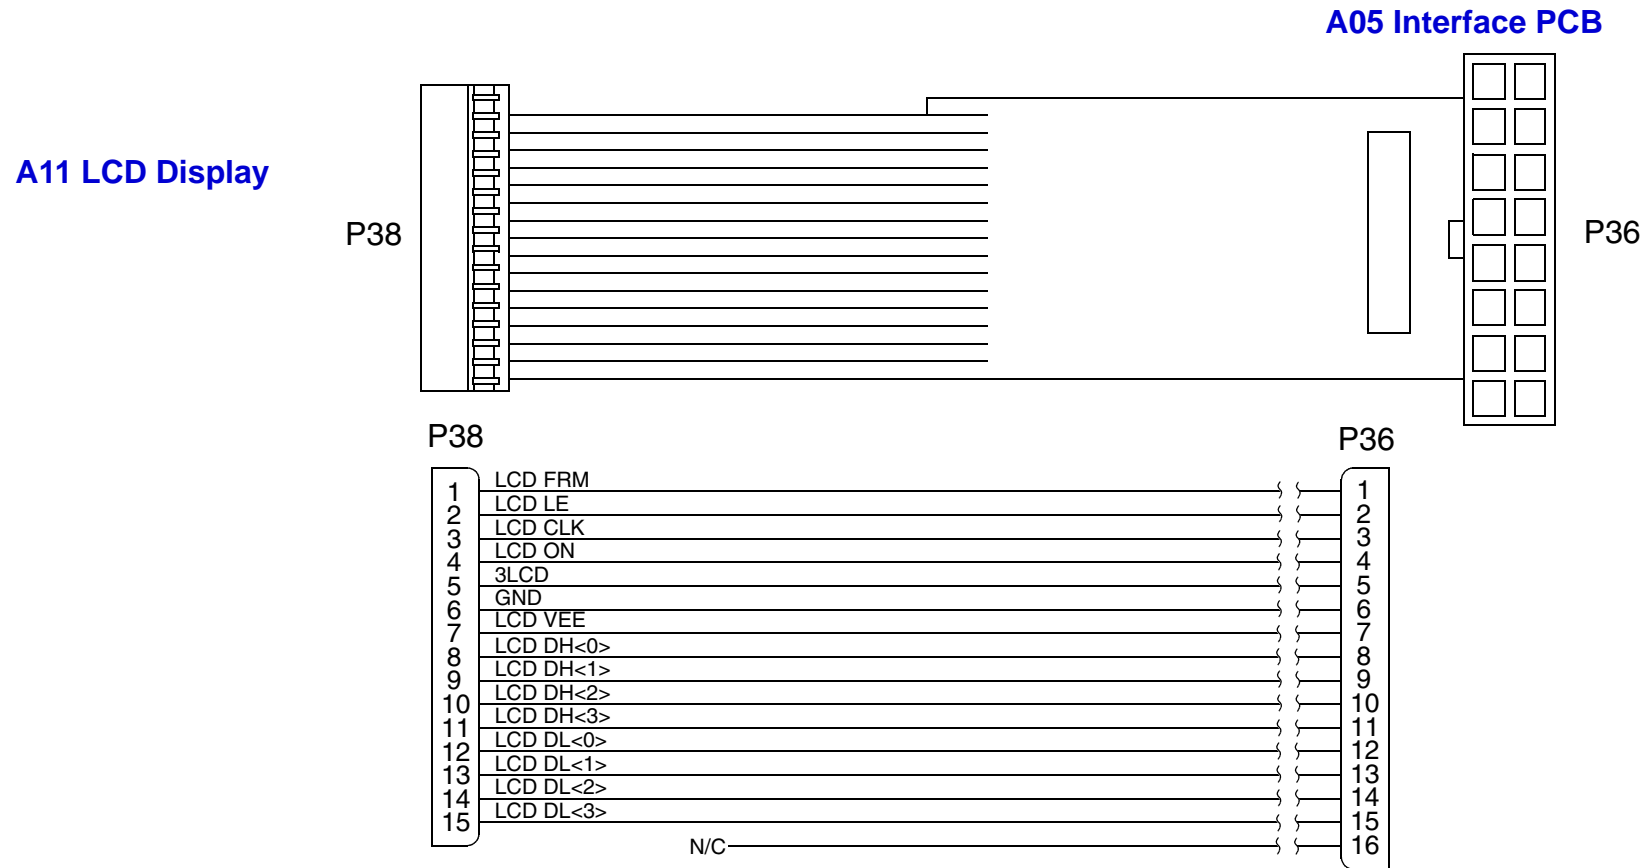 A05 Interface PCB
A11 LCD Display
P38
P36
P38
P36
1 LCD FRM 1
2 LCD LE 2
3 LCD CLK 3
4 LCD ON 4
5 3LCD 5
6 GND 6
7 LCD VEE 7
8 LCD DH<0> 8
9 LCD DH<1> 9
10 LCD DH<2> 10
11 LCD DH<3> 11
12 LCD DL<0> 12
13 LCD DL<1> 13
14 LCD DL<2> 14
15 LCD DL<3> 15
N/C 16